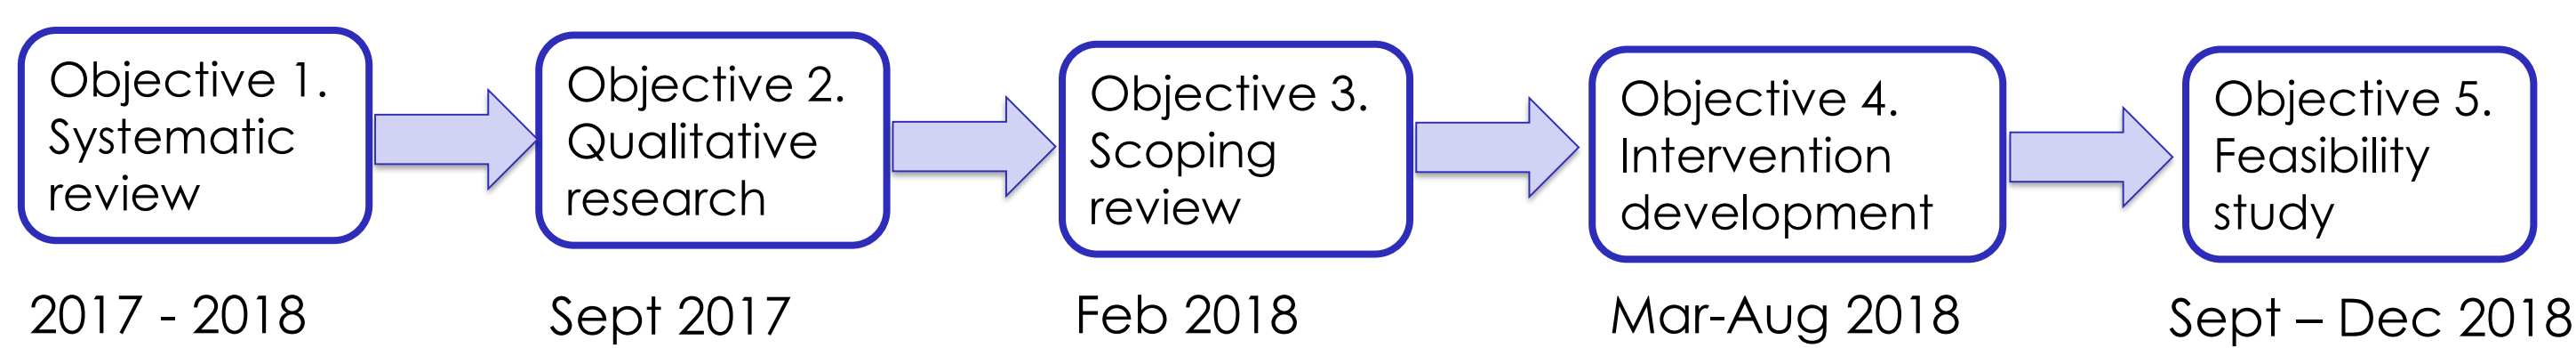 Objective 1.
Systematic
review
Objective 2.
Qualitative
research
Objective 3.
Scoping
review
Objective 4.
Intervention
development
Objective 5.
Feasibility
study
2017 - 2018
Sept 2017
Feb 2018
Mar-Aug 2018
Sept – Dec 2018